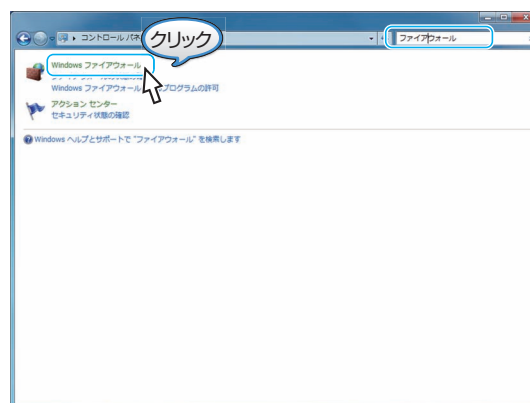 コントロール パネ
ファイアウォール
クリック
Windows ファイアウォール
Windows ファイアウォール
プログラムの許可
アクション センター
セキュリティ状態の確認
Windows ヘルプとサポートで "ファイアウォール" を検索します